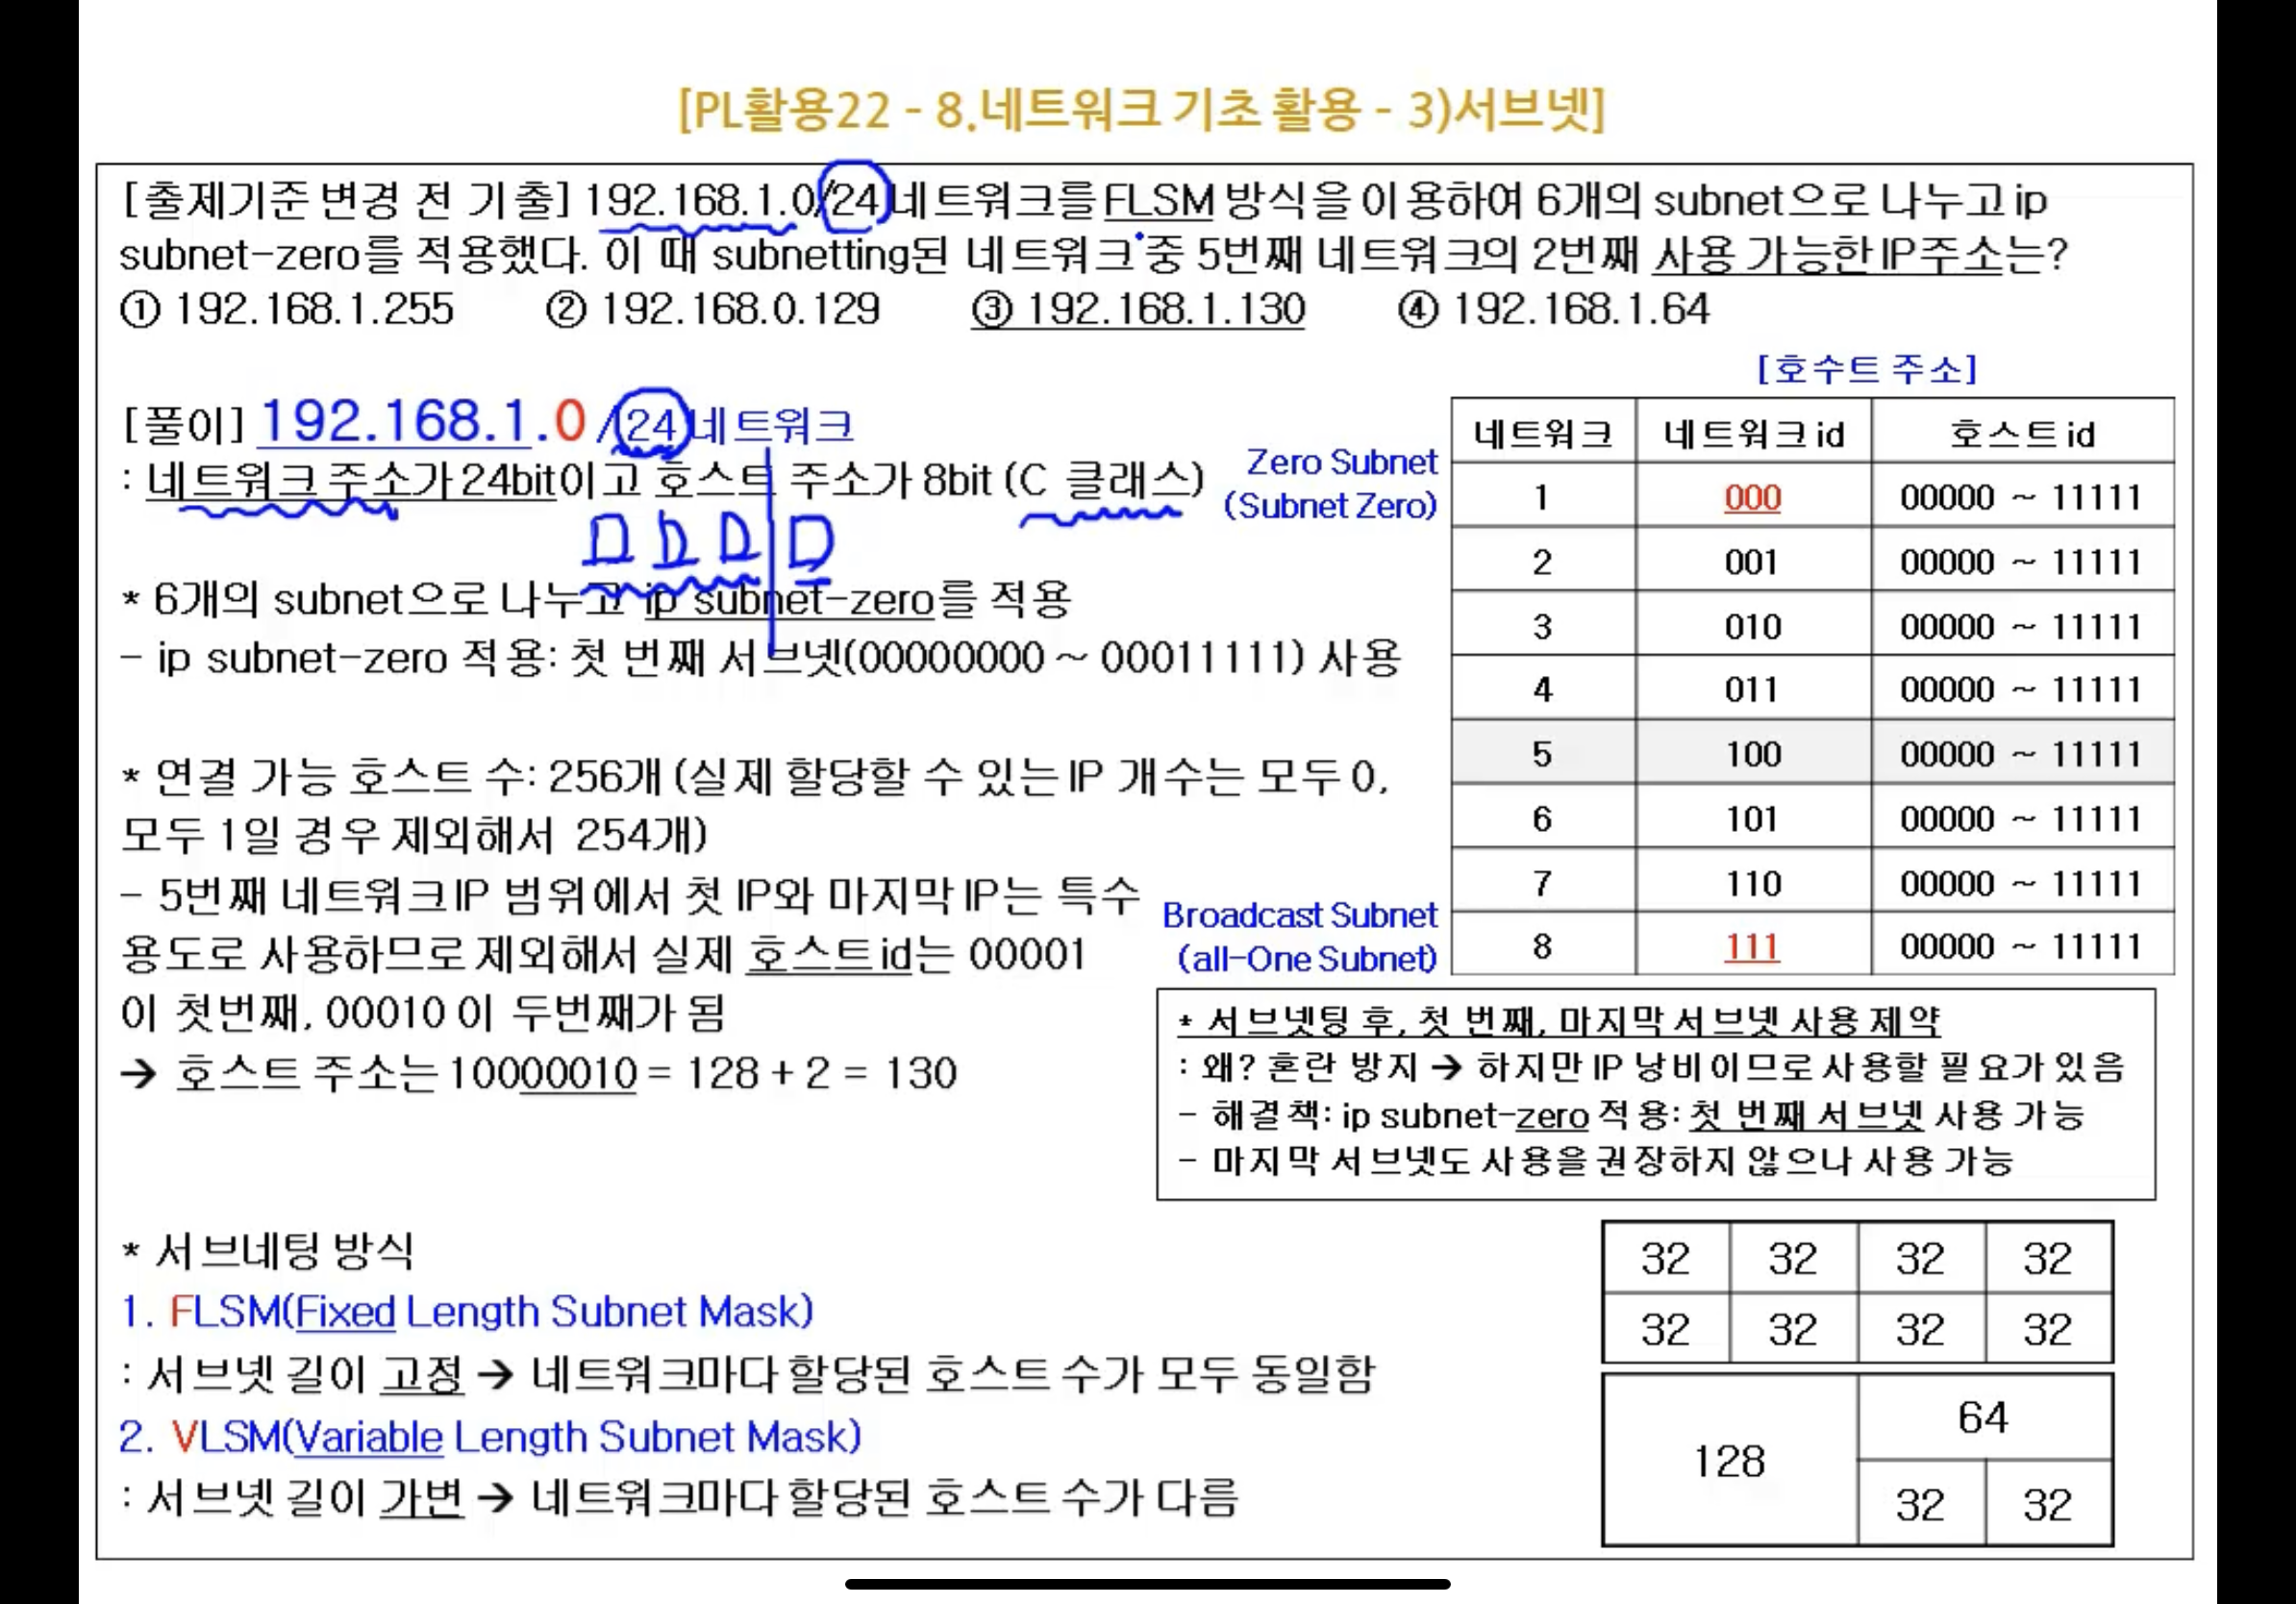 [PL활용22 - 8.네트워크 기초 활용 - 3)서브넷]
[출제기준 변경 전 기출] 192.168.1.0/24 네트워크를 FLSM 방식을 이용하여 6개의 subnet으로 나누고 ip
subnet-zero를 적용했다. 이 때 subnetting된 네트워크 중 5번째 네트워크의 2번째 사용 가능한 IP주소는?
① 192.168.1.255 ② 192.168.0.129 ③ 192.168.1.130 ④ 192.168.1.64
[풀이] 192.168.1.0 /24 네트워크
: 네트워크 주소가 24bit이고 호스트 주소가 8bit (C 클래스)
* 6개의 subnet으로 나누고 ip subnet-zero를 적용
- ip subnet-zero 적용: 첫 번째 서브넷(00000000 ~ 00011111) 사용
* 연결 가능 호스트 수: 256개 (실제 할당할 수 있는 IP 개수는 모두 0,
모두 1일 경우 제외해서 254개)
- 5번째 네트워크 IP 범위에서 첫 IP와 마지막 IP는 특수
용도로 사용하므로 제외해서 실제 호스트id는 00001
이 첫번째, 00010 이 두번째가 됨
→ 호스트 주소는 10000010 = 128 + 2 = 130
[호수트 주소]
네트워크 네트워크 id 호스트 id
Zero Subnet
(Subnet Zero)
1 000 00000 ~ 11111
2 001 00000 ~ 11111
3 010 00000 ~ 11111
4 011 00000 ~ 11111
5 100 00000 ~ 11111
6 101 00000 ~ 11111
7 110 00000 ~ 11111
Broadcast Subnet
(all-One Subnet)
8 111 00000 ~ 11111
* 서브넷팅 후, 첫 번째, 마지막 서브넷 사용 제약
: 왜? 혼란 방지 → 하지만 IP 낭비이므로 사용할 필요가 있음
- 해결책: ip subnet-zero 적용: 첫 번째 서브넷 사용 가능
- 마지막 서브넷도 사용을 권장하지 않으나 사용 가능
* 서브네팅 방식
1. FLSM(Fixed Length Subnet Mask)
: 서브넷 길이 고정 → 네트워크마다 할당된 호스트 수가 모두 동일함
2. VLSM(Variable Length Subnet Mask)
: 서브넷 길이 가변 → 네트워크마다 할당된 호스트 수가 다름
32 32 32 32
32 32 32 32
128 64
32 32